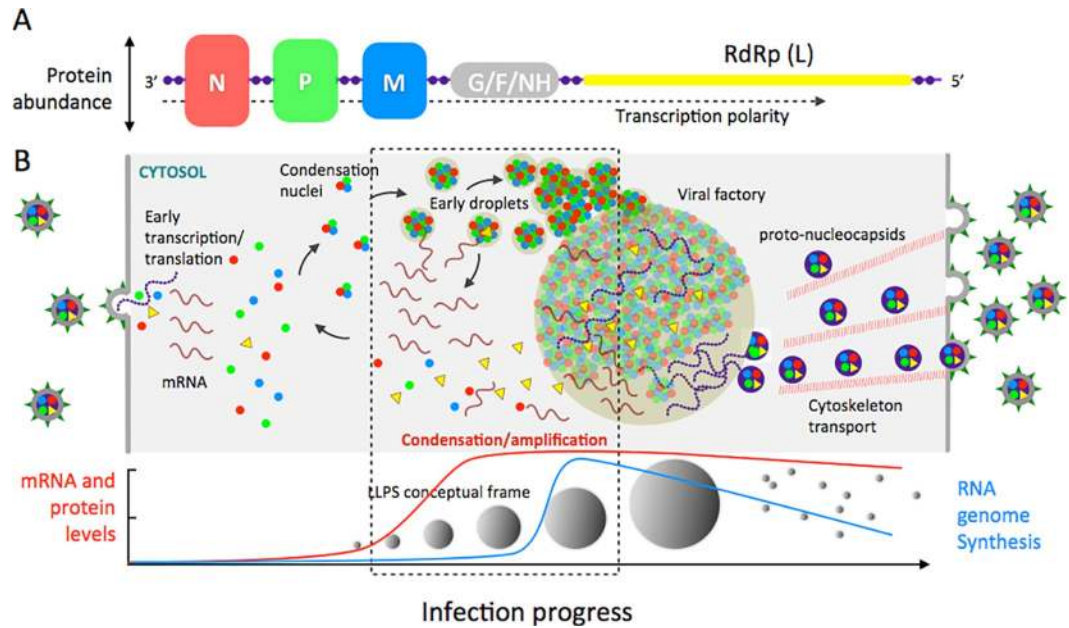 A
Protein
abundance
3’
N
P
M
G/F/NH
RdRp (L)
5’
Transcription polarity
B
CYTOSOL
Condensation
nuclei
Early droplets
Viral factory
Early
transcription/
translation
proto-nucleocapsids
mRNA
Cytoskeleton
transport
Condensation/amplification
mRNA and
protein
levels
LLPS conceptual frame
RNA
genome
Synthesis
Infection progress